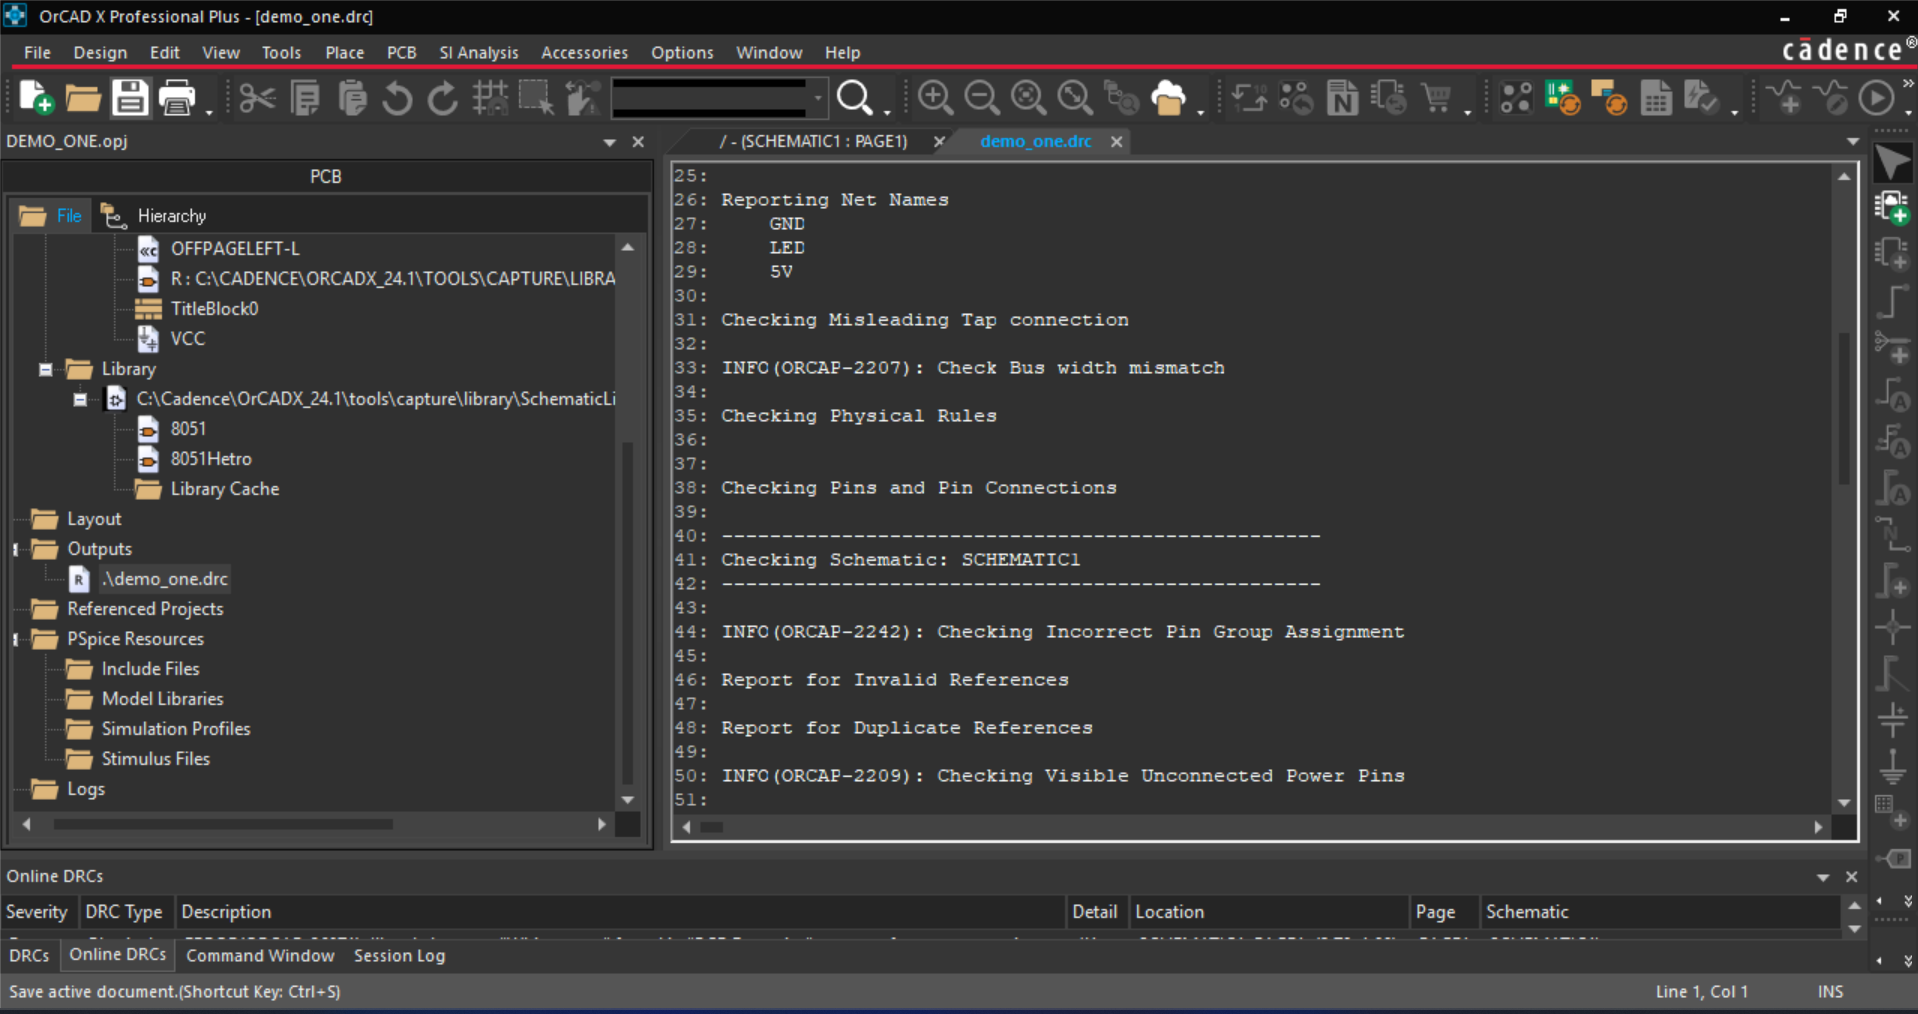 OrCAD X Professional Plus - [demo_one.drc]
File Design Edit View Tools Place PCB SI Analysis Accessories Options Window Help
cādence®
DEMO_ONE.opj
PCB
File Hierarchy
OFFPAGELEFT-L
R : C:\CADENCE\ORCADX_24.1\TOOLS\CAPTURE\LIBRA
TitleBlock0
VCC
Library
C:\Cadence\OrCADX_24.1\tools\capture\library\SchematicLi
8051
8051Hetro
Library Cache
Layout
Outputs
.\demo_one.drc
Referenced Projects
PSpice Resources
Include Files
Model Libraries
Simulation Profiles
Stimulus Files
Logs
/ - (SCHEMATIC1 : PAGE1) demo_one.drc
25:
26: Reporting Net Names
27: GND
28: LED
29: 5V
30:
31: Checking Misleading Tap connection
32:
33: INFO(ORCAP-2207): Check Bus width mismatch
34:
35: Checking Physical Rules
36:
37:
38: Checking Pins and Pin Connections
39:
40: --------------------------------------------------
41: Checking Schematic: SCHEMATIC1
42: --------------------------------------------------
43:
44: INFO(ORCAP-2242): Checking Incorrect Pin Group Assignment
45:
46: Report for Invalid References
47:
48: Report for Duplicate References
49:
50: INFO(ORCAP-2209): Checking Visible Unconnected Power Pins
51:
Online DRCs
Severity DRC Type Description Detail Location Page Schematic
DRCs Online DRCs Command Window Session Log
Save active document.(Shortcut Key: Ctrl+S) Line 1, Col 1 INS